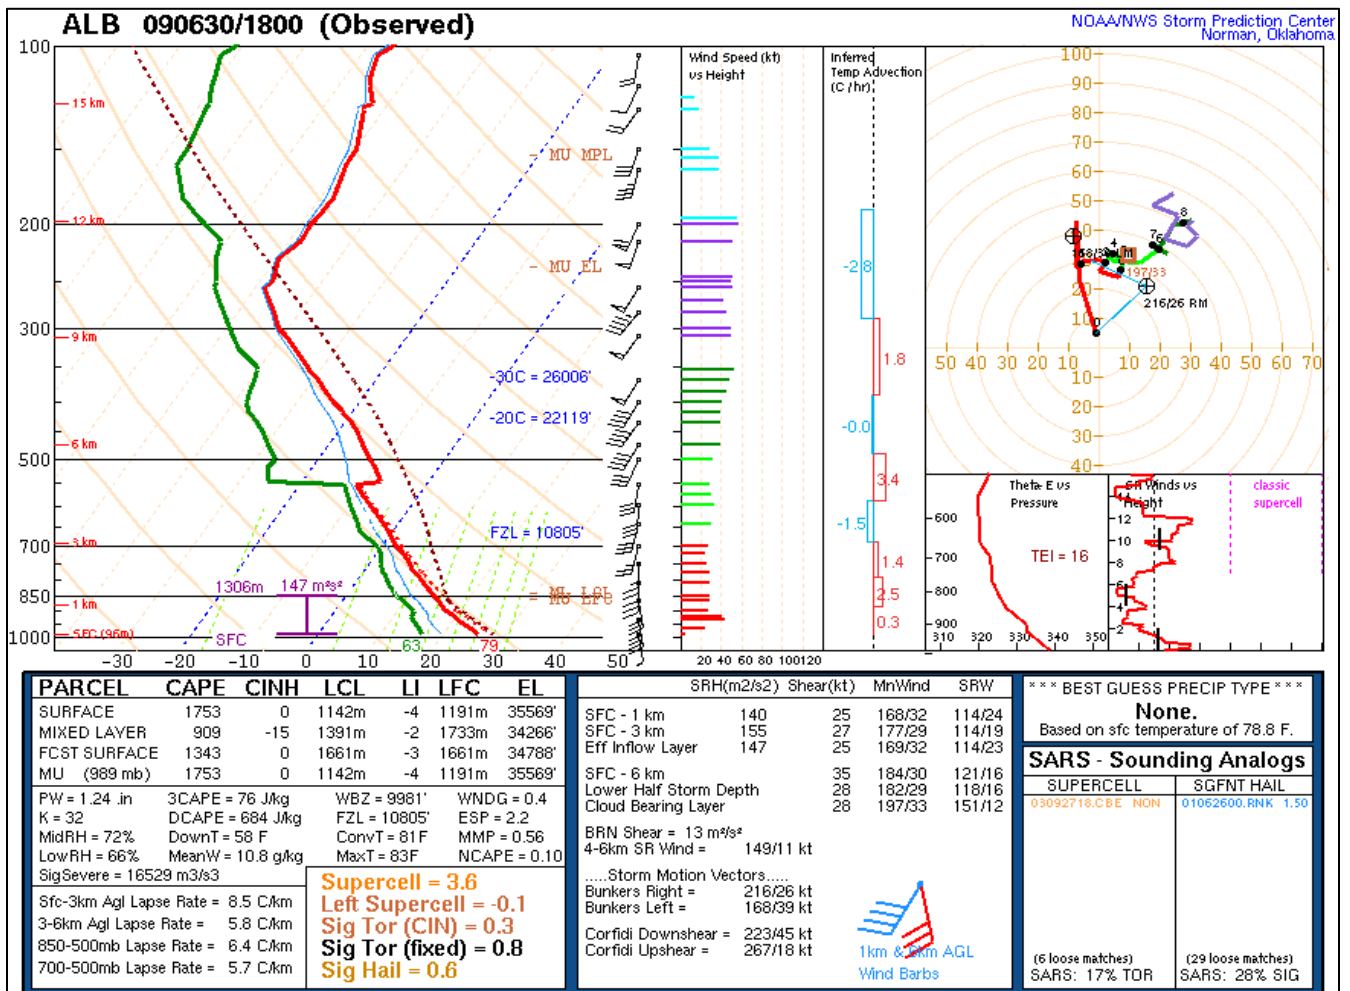 ALB 090630/1800 (Observed)
NOAA/NWS Storm Prediction Center
Norman, Oklahoma
100
200
300
500
700
850
1000
15 km
12 km
9 km
6 km
3 km
1 km
SFC (96m)
MU MPL
MU EL
-30C = 26006'
-20C = 22119'
FZL = 10805'
1306m 147 m²s²
SFC
63 79
-30 -20 -10 0 10 20 30 40 50
Wind Speed (kt)
vs Height
20 40 60 80 100 120
Inferred
Temp Advection
(C / hr)
-2.8
1.8
-0.0
3.4
-1.5
1.4
2.5
0.3
100
90
80
70
60
50
40
20
10
10
20
30
40
50 40 30 20 10 10 20 30 40 50 60 70
0
4
7
6
8
197/33
216/26 RM
Theta E vs
Pressure
TEI = 16
600
700
800
900
310 320 330 350
SR Winds vs
Height
12
10
8
6
4
2
classic
supercell
PARCEL CAPE CINH LCL LI LFC EL
SURFACE 1753 0 1142m -4 1191m 35569'
MIXED LAYER 909 -15 1391m -2 1733m 34266'
FCST SURFACE 1343 0 1661m -3 1661m 34788'
MU (989 mb) 1753 0 1142m -4 1191m 35569'
PW = 1.24 .in 3CAPE = 76 J/kg WBZ = 9981' WNDG = 0.4
K = 32 DCAPE = 684 J/kg FZL = 10805' ESP = 2.2
MidRH = 72% DownT = 58 F ConvT = 81F MMP = 0.56
LowRH = 66% MeanW = 10.8 g/kg MaxT = 83F NCAPE = 0.10
SigSevere = 16529 m3/s3
Sfc-3km Agl Lapse Rate = 8.5 C/km
3-6km Agl Lapse Rate = 5.8 C/km
850-500mb Lapse Rate = 6.4 C/km
700-500mb Lapse Rate = 5.7 C/km
Supercell = 3.6
Left Supercell = -0.1
Sig Tor (CIN) = 0.3
Sig Tor (fixed) = 0.8
Sig Hail = 0.6
SRH(m2/s2) Shear(kt) MnWind SRW
SFC - 1 km 140 25 168/32 114/24
SFC - 3 km 155 27 177/29 114/19
Eff Inflow Layer 147 25 169/32 114/23
SFC - 6 km 35 184/30 121/16
Lower Half Storm Depth 28 182/29 118/16
Cloud Bearing Layer 28 197/33 151/12
BRN Shear = 13 m²/s²
4-6km SR Wind = 149/11 kt
.....Storm Motion Vectors.....
Bunkers Right = 216/26 kt
Bunkers Left = 168/39 kt
Corfidi Downshear = 223/45 kt
Corfidi Upshear = 267/18 kt
1km & 6km AGL
Wind Barbs
* * * BEST GUESS PRECIP TYPE * * *
None.
Based on sfc temperature of 78.8 F.
SARS - Sounding Analogs
SUPERCELL SGFNT HAIL
03092718.CBE NON 01062600.RNK 1.50
(6 loose matches) (29 loose matches)
SARS: 17% TOR SARS: 28% SIG